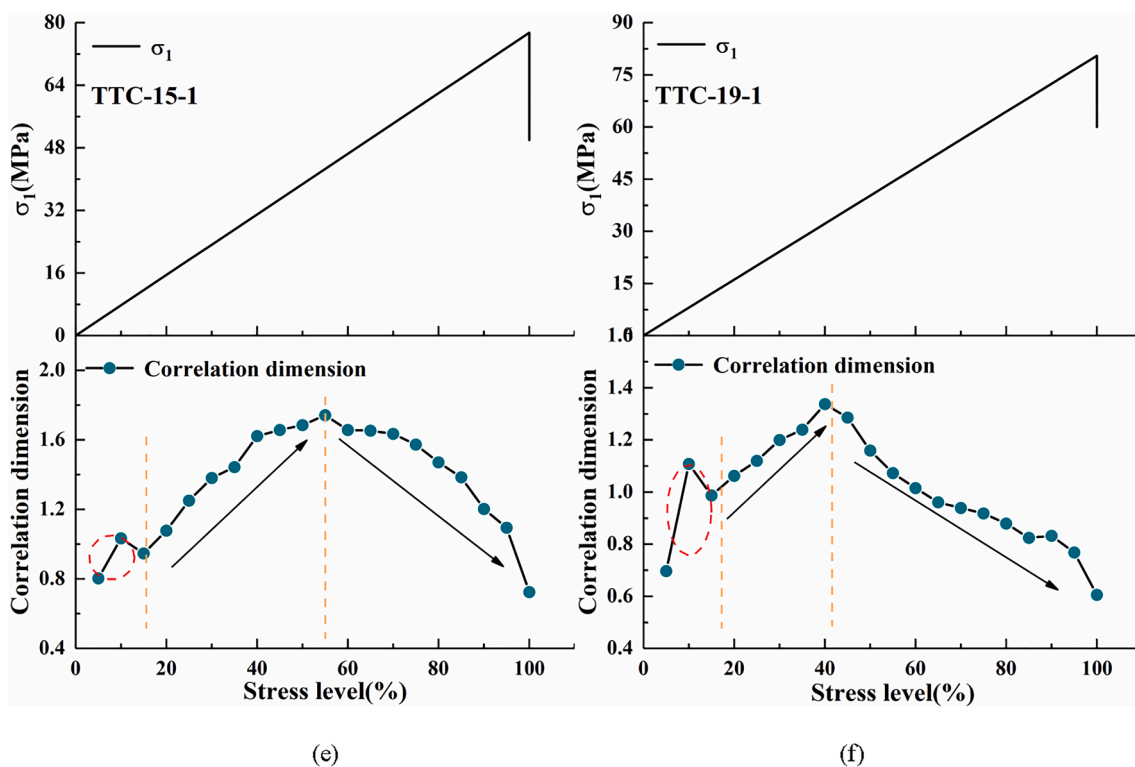 80
64
48
32
16
0
σ1(MPa)
σ1
TTC-15-1
2.0
1.6
1.2
0.8
0.4
Correlation dimension
Correlation dimension
0 20 40 60 80 100
Stress level(%)
(e)
90
75
60
45
30
15
1.0
σ1(MPa)
σ1
TTC-19-1
1.4
1.2
1.0
0.8
0.6
0.4
Correlation dimension
Correlation dimension
0 20 40 60 80 100
Stress level(%)
(f)